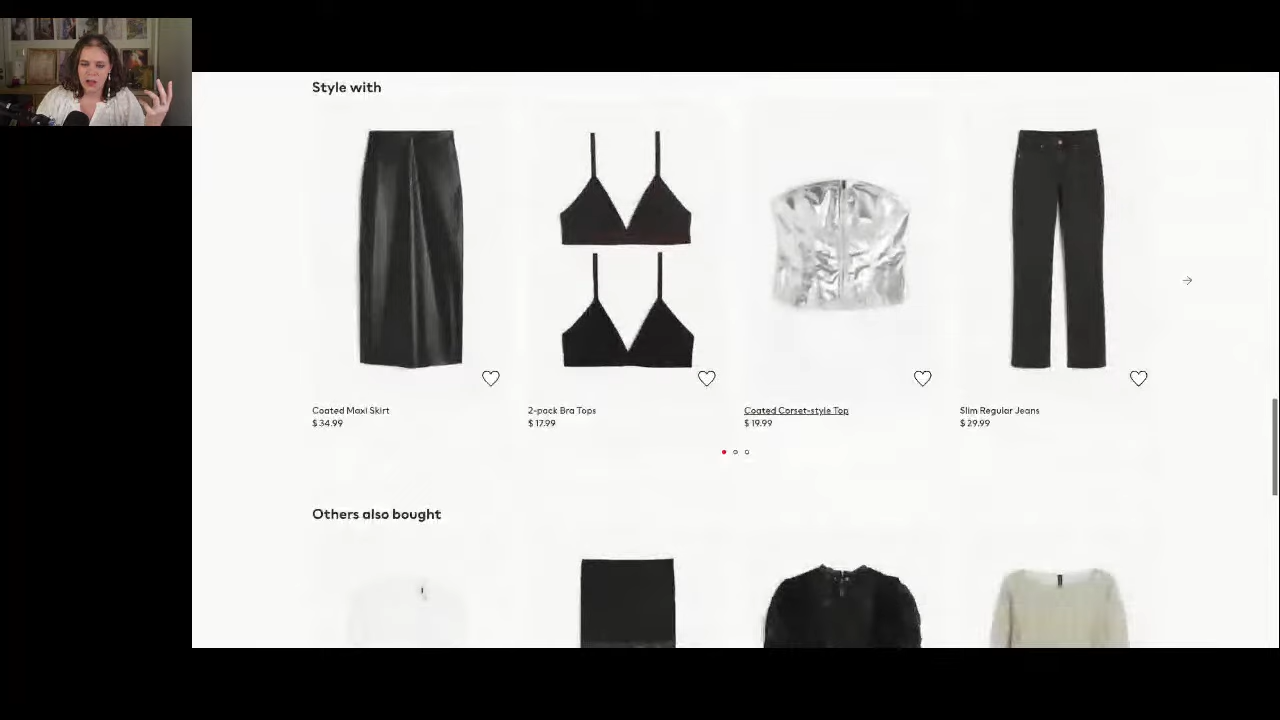 Style with
Coated Maxi Skirt
$ 34.99
2-pack Bra Tops
$ 17.99
Coated Corset-style Top
$ 19.99
Slim Regular Jeans
$ 29.99
Others also bought